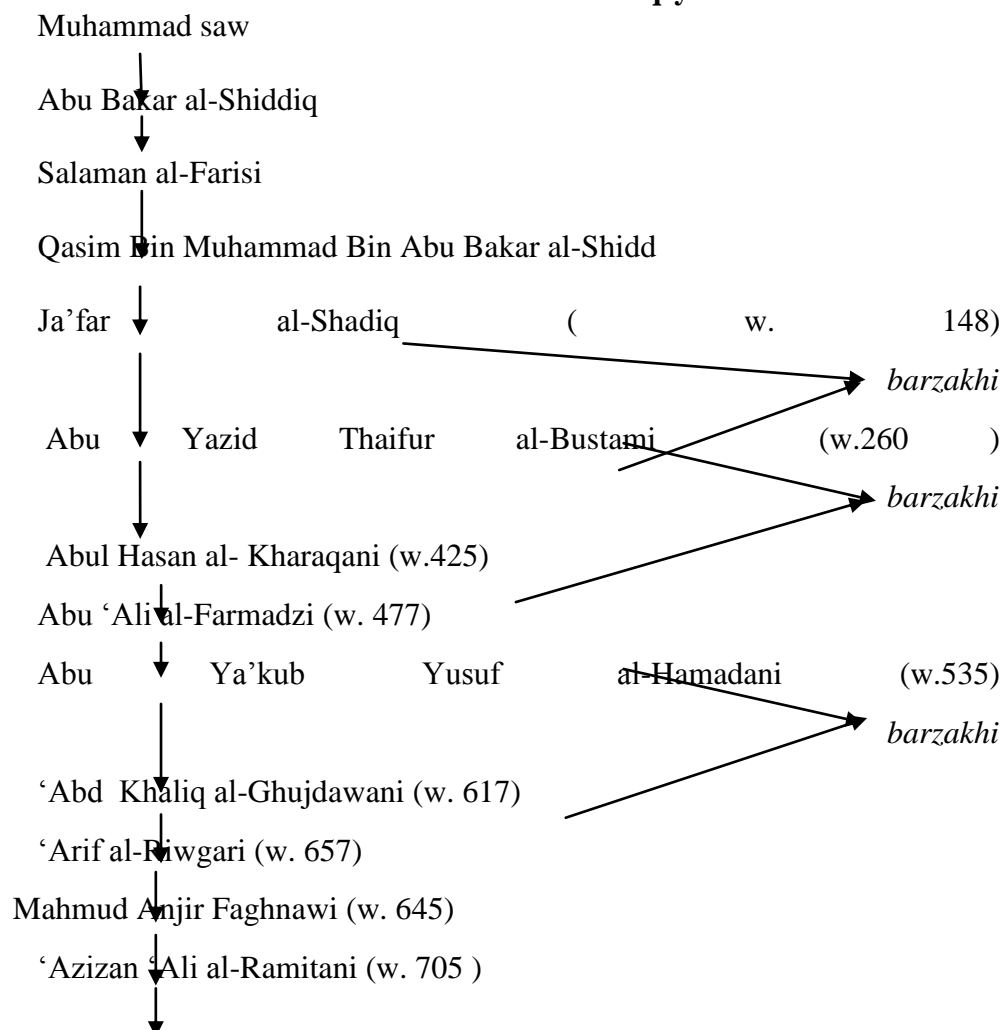 Muhammad saw
Abu Bakar al-Shiddiq
Salaman al-Farisi
Qasim Bin Muhammad Bin Abu Bakar al-Shidd
Ja’far al-Shadiq ( w. 148)
barzakhi
Abu Yazid Thaifur al-Bustami (w.260 )
barzakhi
Abul Hasan al- Kharaqani (w.425)
Abu ‘Ali al-Farmadzi (w. 477)
Abu Ya’kub Yusuf al-Hamadani (w.535)
barzakhi
‘Abd Khaliq al-Ghujdawani (w. 617)
‘Arif al-Riwgari (w. 657)
Mahmud Anjir Faghnawi (w. 645)
‘Azizan ‘Ali al-Ramitani (w. 705 )